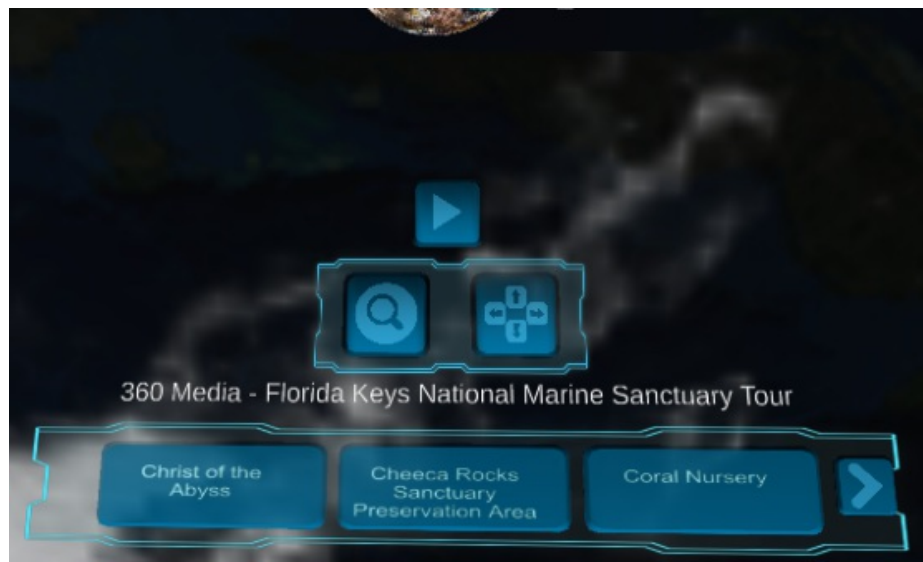 360 Media - Florida Keys National Marine Sanctuary Tour
Christ of the
Abyss
Cheeca Rocks
Sanctuary
Preservation Area
Coral Nursery